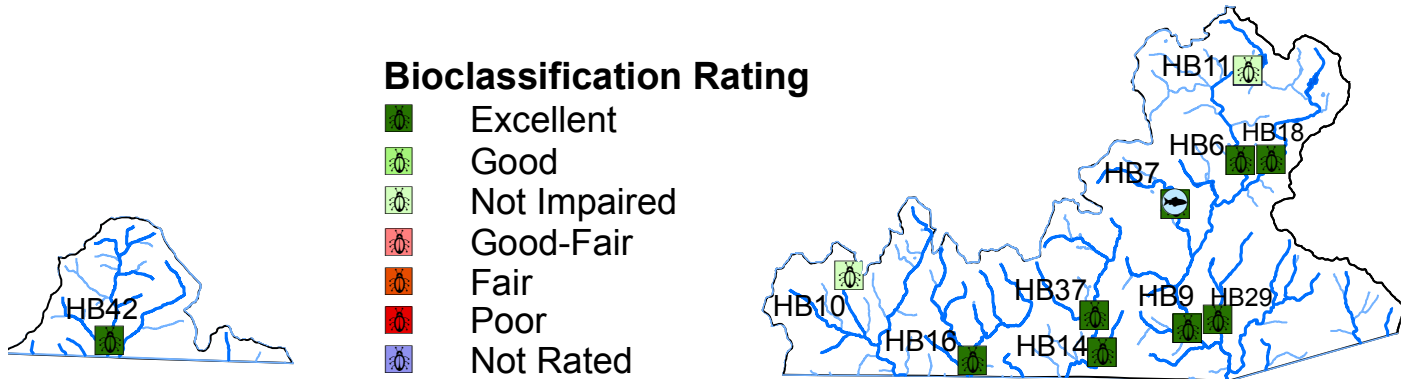 Bioclassification Rating
Excellent
Good
Not Impaired
Good-Fair
Fair
Poor
Not Rated
HB42
HB11
HB6
HB18
HB7
HB10
HB37
HB9
HB29
HB16
HB14